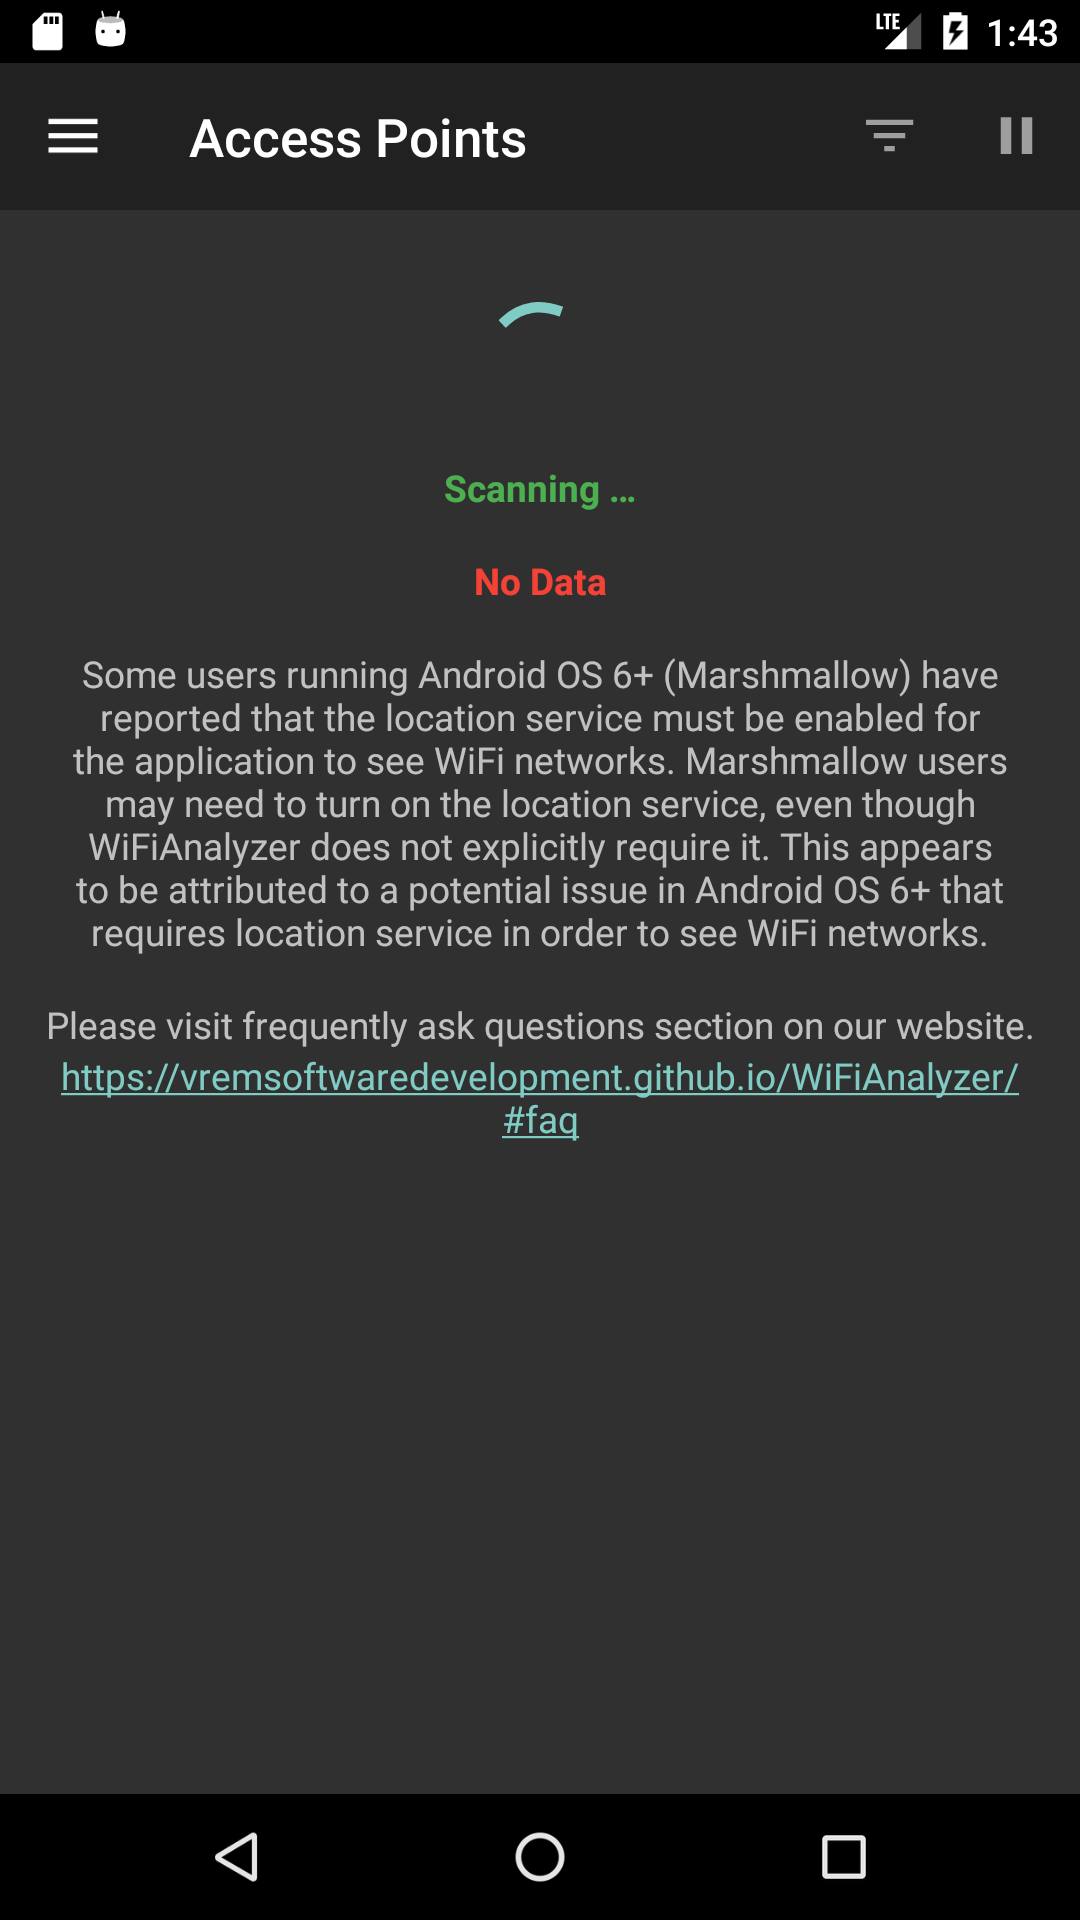 LTE 1:43
Access Points
Scanning ...
No Data
Some users running Android OS 6+ (Marshmallow) have
reported that the location service must be enabled for
the application to see WiFi networks. Marshmallow users
may need to turn on the location service, even though
WiFiAnalyzer does not explicitly require it. This appears
to be attributed to a potential issue in Android OS 6+ that
requires location service in order to see WiFi networks.
Please visit frequently ask questions section on our website.
https://vremsoftwaredevelopment.github.io/WiFiAnalyzer/
#faq